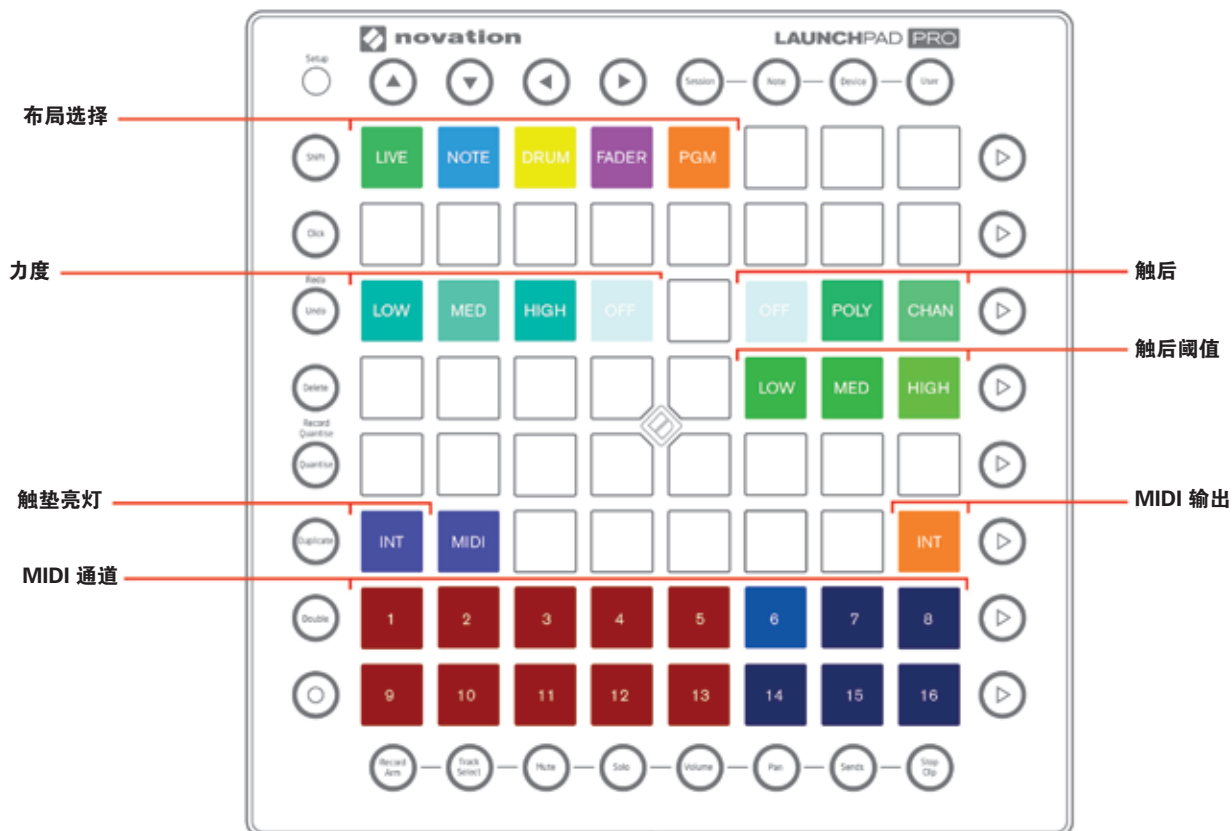 novation
LAUNCHPAD PRO
Setup
Session
Note
Device
User
布局选择
Shift
LIVE
NOTE
DRUM
FADER
PGM
Click
力度
触后
Redo
Undo
LOW
MED
HIGH
OFF
OFF
POLY
CHAN
触后阈值
Delete
LOW
MED
HIGH
Record
Quantise
Quantise
触垫亮灯
MIDI 输出
Duplicate
INT
MIDI
INT
MIDI 通道
Double
1
2
3
4
5
6
7
8
9
10
11
12
13
14
15
16
Record
Arm
Track
Select
Mute
Solo
Volume
Pan
Sends
Stop
Clip